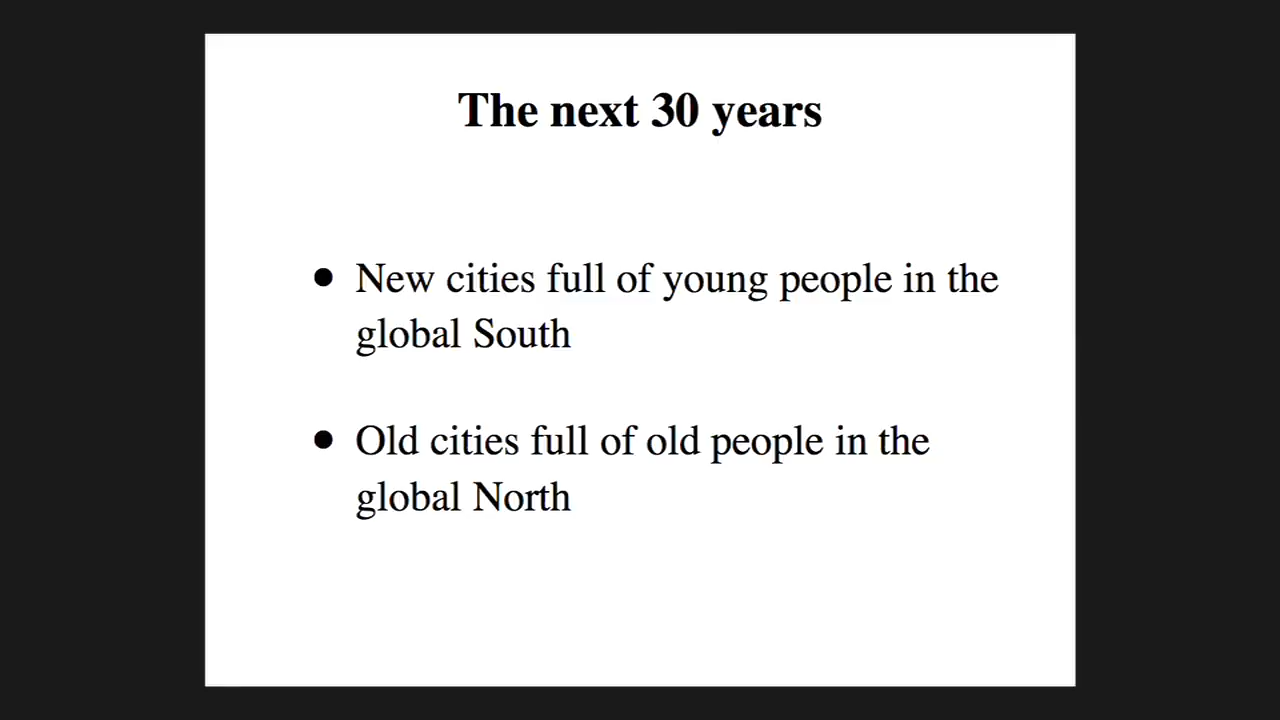 The next 30 years
● New cities full of young people in the
global South
● Old cities full of old people in the
global North